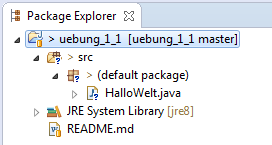 Package Explorer
> uebung_1_1 [uebung_1_1 master]
> src
> (default package)
HalloWelt.java
JRE System Library [jre8]
README.md